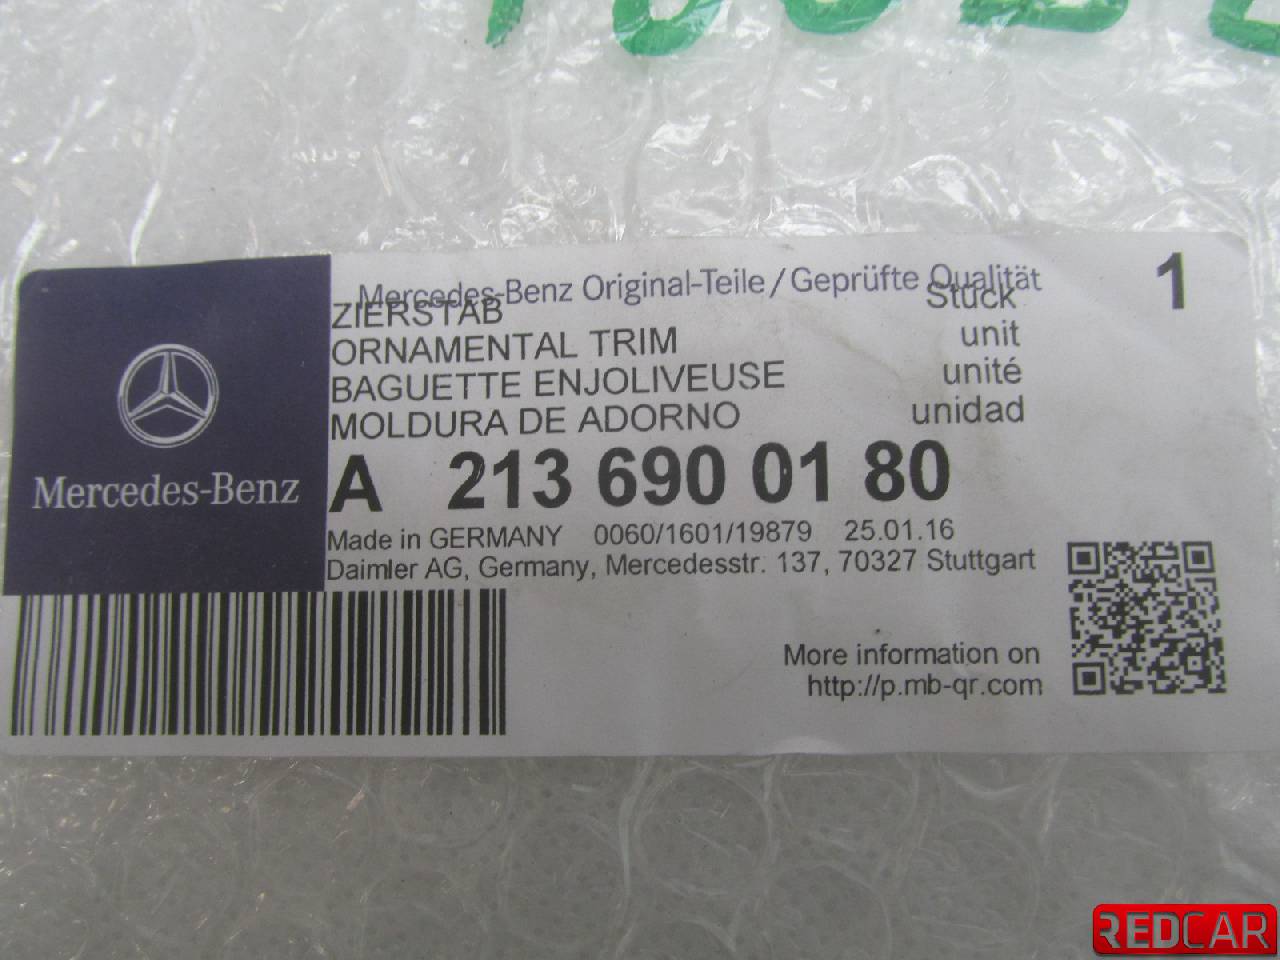 Mercedes-Benz Original-Teile/Geprüfte Qualität
1
ZIERSTAB Stück
ORNAMENTAL TRIM unit
BAGUETTE ENJOLIVEUSE unité
MOLDURA DE ADORNO unidad
Mercedes-Benz
A 213 690 01 80
Made in GERMANY 0060/1601/19879 25.01.16
Daimler AG, Germany, Mercedesstr. 137, 70327 Stuttgart
More information on
http://p.mb-qr.com
REDCAR